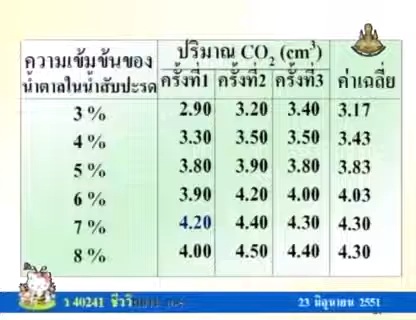 ความเข้มข้นของ
น้ำตาลในน้ำสับปะรด
ปริมาณ CO2 (cm3)
ครั้งที่1 ครั้งที่2 ครั้งที่3 ค่าเฉลี่ย
3 % 2.90 3.20 3.40 3.17
4 % 3.30 3.50 3.50 3.43
5 % 3.80 3.90 3.80 3.83
6 % 3.90 4.20 4.00 4.03
7 % 4.20 4.40 4.30 4.30
8 % 4.00 4.50 4.40 4.30
ว 40241 23 มิถุนายน 2551